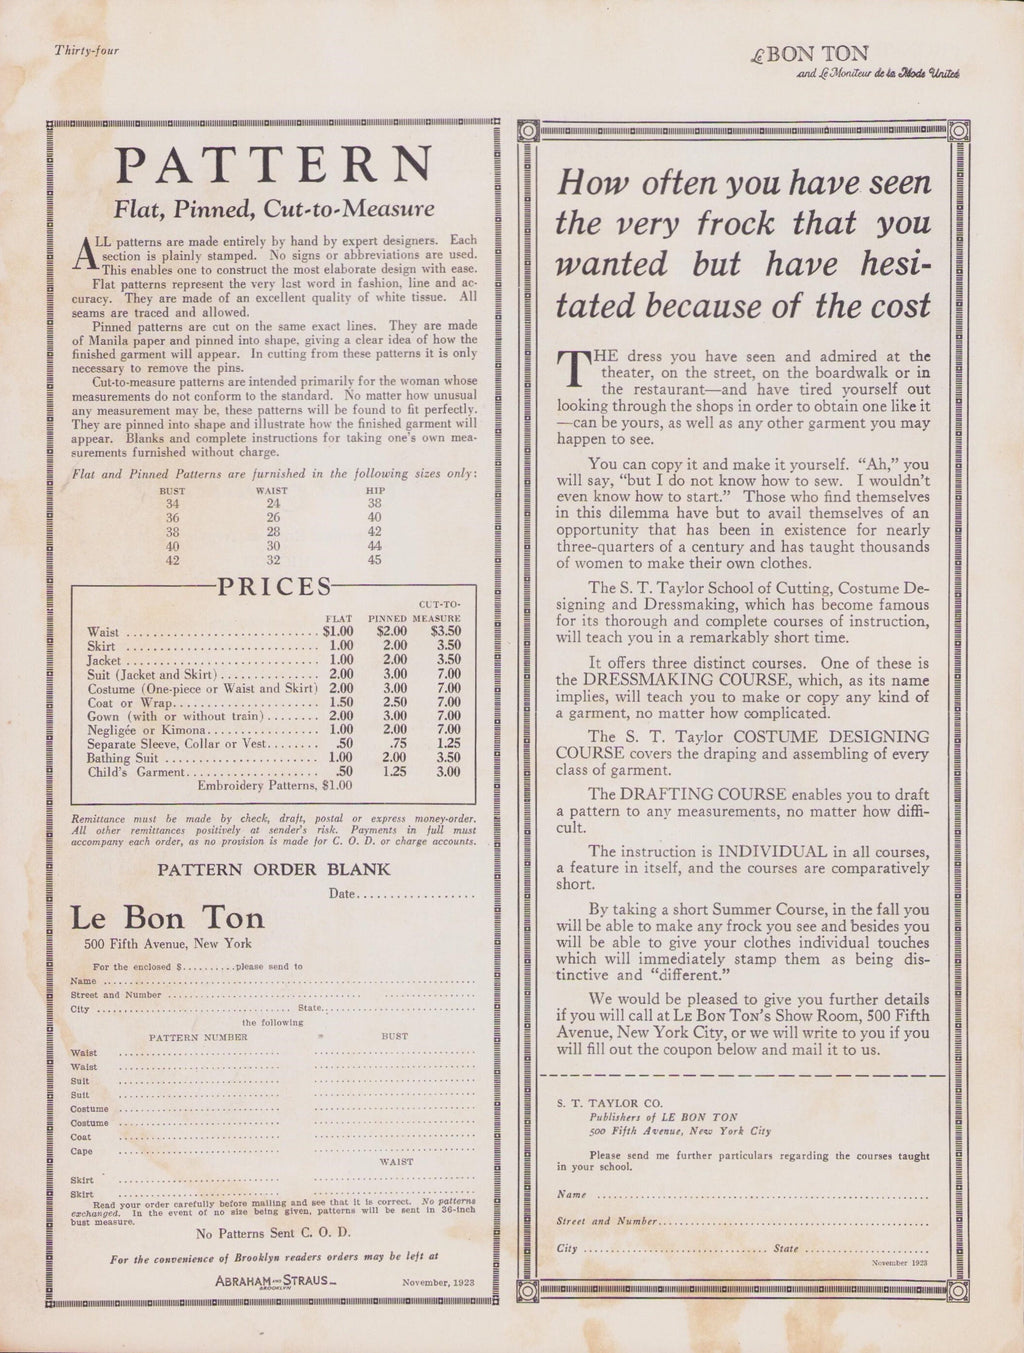 Thirty-four
Le BON TON
and Le Moniteur de la Mode United
PATTERN
Flat, Pinned, Cut-to-Measure
ALL patterns are made entirely by hand by expert designers. Each
section is plainly stamped. No signs or abbreviations are used.
This enables one to construct the most elaborate design with ease.
Flat patterns represent the very last word in fashion, line and ac-
curacy. They are made of an excellent quality of white tissue. All
seams are traced and allowed.
Pinned patterns are cut on the same exact lines. They are made
of Manila paper and pinned into shape, giving a clear idea of how the
finished garment will appear. In cutting from these patterns it is only
necessary to remove the pins.
Cut-to-measure patterns are intended primarily for the woman whose
measurements do not conform to the standard. No matter how unusual
any measurement may be, these patterns will be found to fit perfectly.
They are pinned into shape and illustrate how the finished garment will
appear. Blanks and complete instructions for taking one's own mea-
surements furnished without charge.
Flat and Pinned Patterns are furnished in the following sizes only:
BUST WAIST HIP
34 24 38
36 26 40
38 28 42
40 30 44
42 32 45
PRICES
CUT-TO-
FLAT PINNED MEASURE
Waist ............................ $1.00 $2.00 $3.50
Skirt ............................ 1.00 2.00 3.50
Jacket ............................ 1.00 2.00 3.50
Suit (Jacket and Skirt) ............... 2.00 3.00 7.00
Costume (One-piece or Waist and Skirt) 2.00 3.00 7.00
Coat or Wrap...................... 1.50 2.50 7.00
Gown (with or without train)........ 2.00 3.00 7.00
Negligée or Kimona................. 1.00 2.00 7.00
Separate Sleeve, Collar or Vest........ .50 .75 1.25
Bathing Suit ....................... 1.00 2.00 3.50
Child's Garment.................... .50 1.25 3.00
Embroidery Patterns, $1.00
Remittance must be made by check, draft, postal or express money-order.
All other remittances positively at sender's risk. Payments in full must
accompany each order, as no provision is made for C. O. D. or charge accounts.
PATTERN ORDER BLANK
Date..................
Le Bon Ton
500 Fifth Avenue, New York
For the enclosed $..........please send to
Name ..........
Street and Number ..........
City .......... State..........
the following
PATTERN NUMBER BUST
Waist ..........
Waist ..........
Suit ..........
Suit ..........
Costume ..........
Costume ..........
Coat ..........
Cape ..........
WAIST
Skirt ..........
Skirt ..........
Read your order carefully before mailing and see that it is correct. No patterns
exchanged. In the event of no size being given, patterns will be sent in 36-inch
bust measure.
No Patterns Sent C. O. D.
For the convenience of Brooklyn readers orders may be left at
ABRAHAM AND STRAUS INC
BROOKLYN
November, 1923
How often you have seen
the very frock that you
wanted but have hesi-
tated because of the cost
THE dress you have seen and admired at the
theater, on the street, on the boardwalk or in
the restaurant—and have tired yourself out
looking through the shops in order to obtain one like it
—can be yours, as well as any other garment you may
happen to see.
You can copy it and make it yourself. "Ah," you
will say, "but I do not know how to sew. I wouldn't
even know how to start." Those who find themselves
in this dilemma have but to avail themselves of an
opportunity that has been in existence for nearly
three-quarters of a century and has taught thousands
of women to make their own clothes.
The S. T. Taylor School of Cutting, Costume De-
signing and Dressmaking, which has become famous
for its thorough and complete courses of instruction,
will teach you in a remarkably short time.
It offers three distinct courses. One of these is
the DRESSMAKING COURSE, which, as its name
implies, will teach you to make or copy any kind of
a garment, no matter how complicated.
The S. T. Taylor COSTUME DESIGNING
COURSE covers the draping and assembling of every
class of garment.
The DRAFTING COURSE enables you to draft
a pattern to any measurements, no matter how diffi-
cult.
The instruction is INDIVIDUAL in all courses,
a feature in itself, and the courses are comparatively
short.
By taking a short Summer Course, in the fall you
will be able to make any frock you see and besides you
will be able to give your clothes individual touches
which will immediately stamp them as being dis-
tinctive and "different."
We would be pleased to give you further details
if you will call at LE BON TON'S Show Room, 500 Fifth
Avenue, New York City, or we will write to you if you
will fill out the coupon below and mail it to us.
S. T. TAYLOR CO.
Publishers of LE BON TON
500 Fifth Avenue, New York City
Please send me further particulars regarding the courses taught
in your school.
Name ..........
Street and Number..........
City .......... State ..........
November 1923